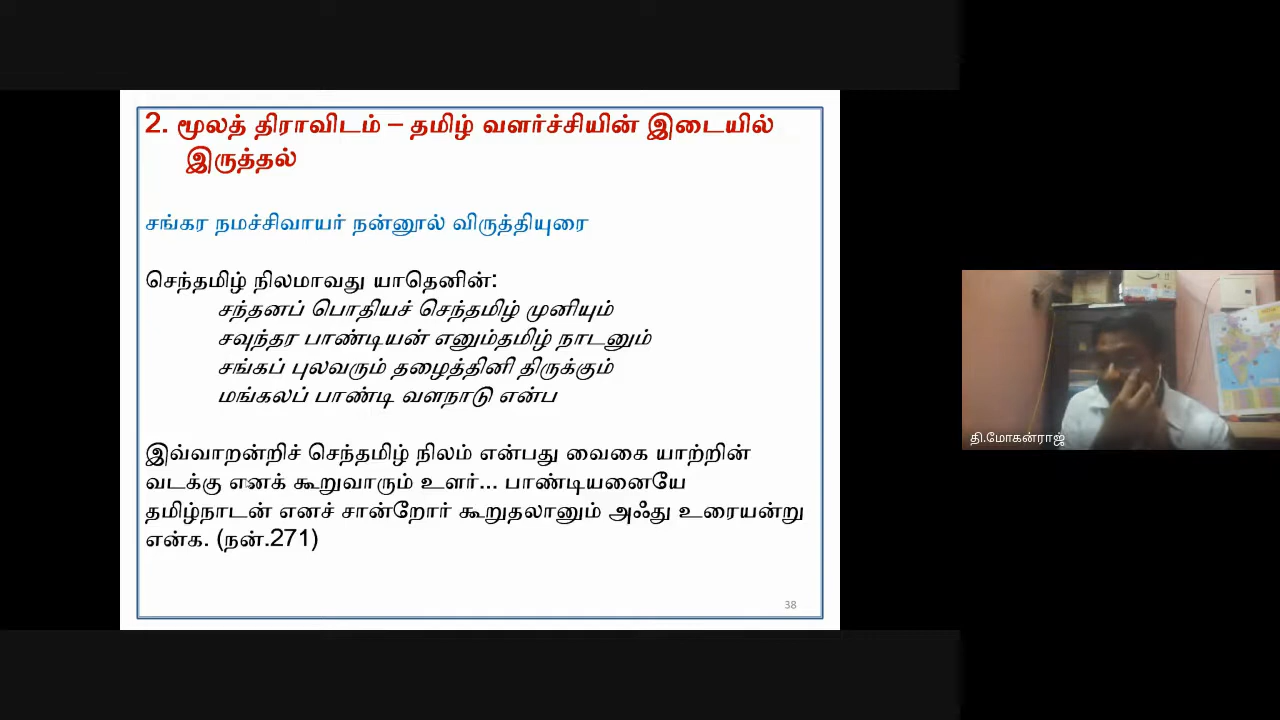 2. மூலத் திராவிடம் – தமிழ் வளர்ச்சியின் இடையில்
இருத்தல்
சங்கர நமச்சிவாயர் நன்னூல் விருத்தியுரை
செந்தமிழ் நிலமாவது யாதெனின்:
சந்தனப் பொதியச் செந்தமிழ் முனியும்
சவுந்தர பாண்டியன் எனும்தமிழ் நாடனும்
சங்கப் புலவரும் தழைத்தினி திருக்கும்
மங்கலப் பாண்டி வளநாடு என்ப
இவ்வாறன்றிச் செந்தமிழ் நிலம் என்பது வைகை யாற்றின்
வடக்கு எனக் கூறுவாரும் உளர்... பாண்டியனையே
தமிழ்நாடன் எனச் சான்றோர் கூறுதலானும் அஃது உரையன்று
என்க. (நன்.271)
38
தி.மோகன்ராஜ்